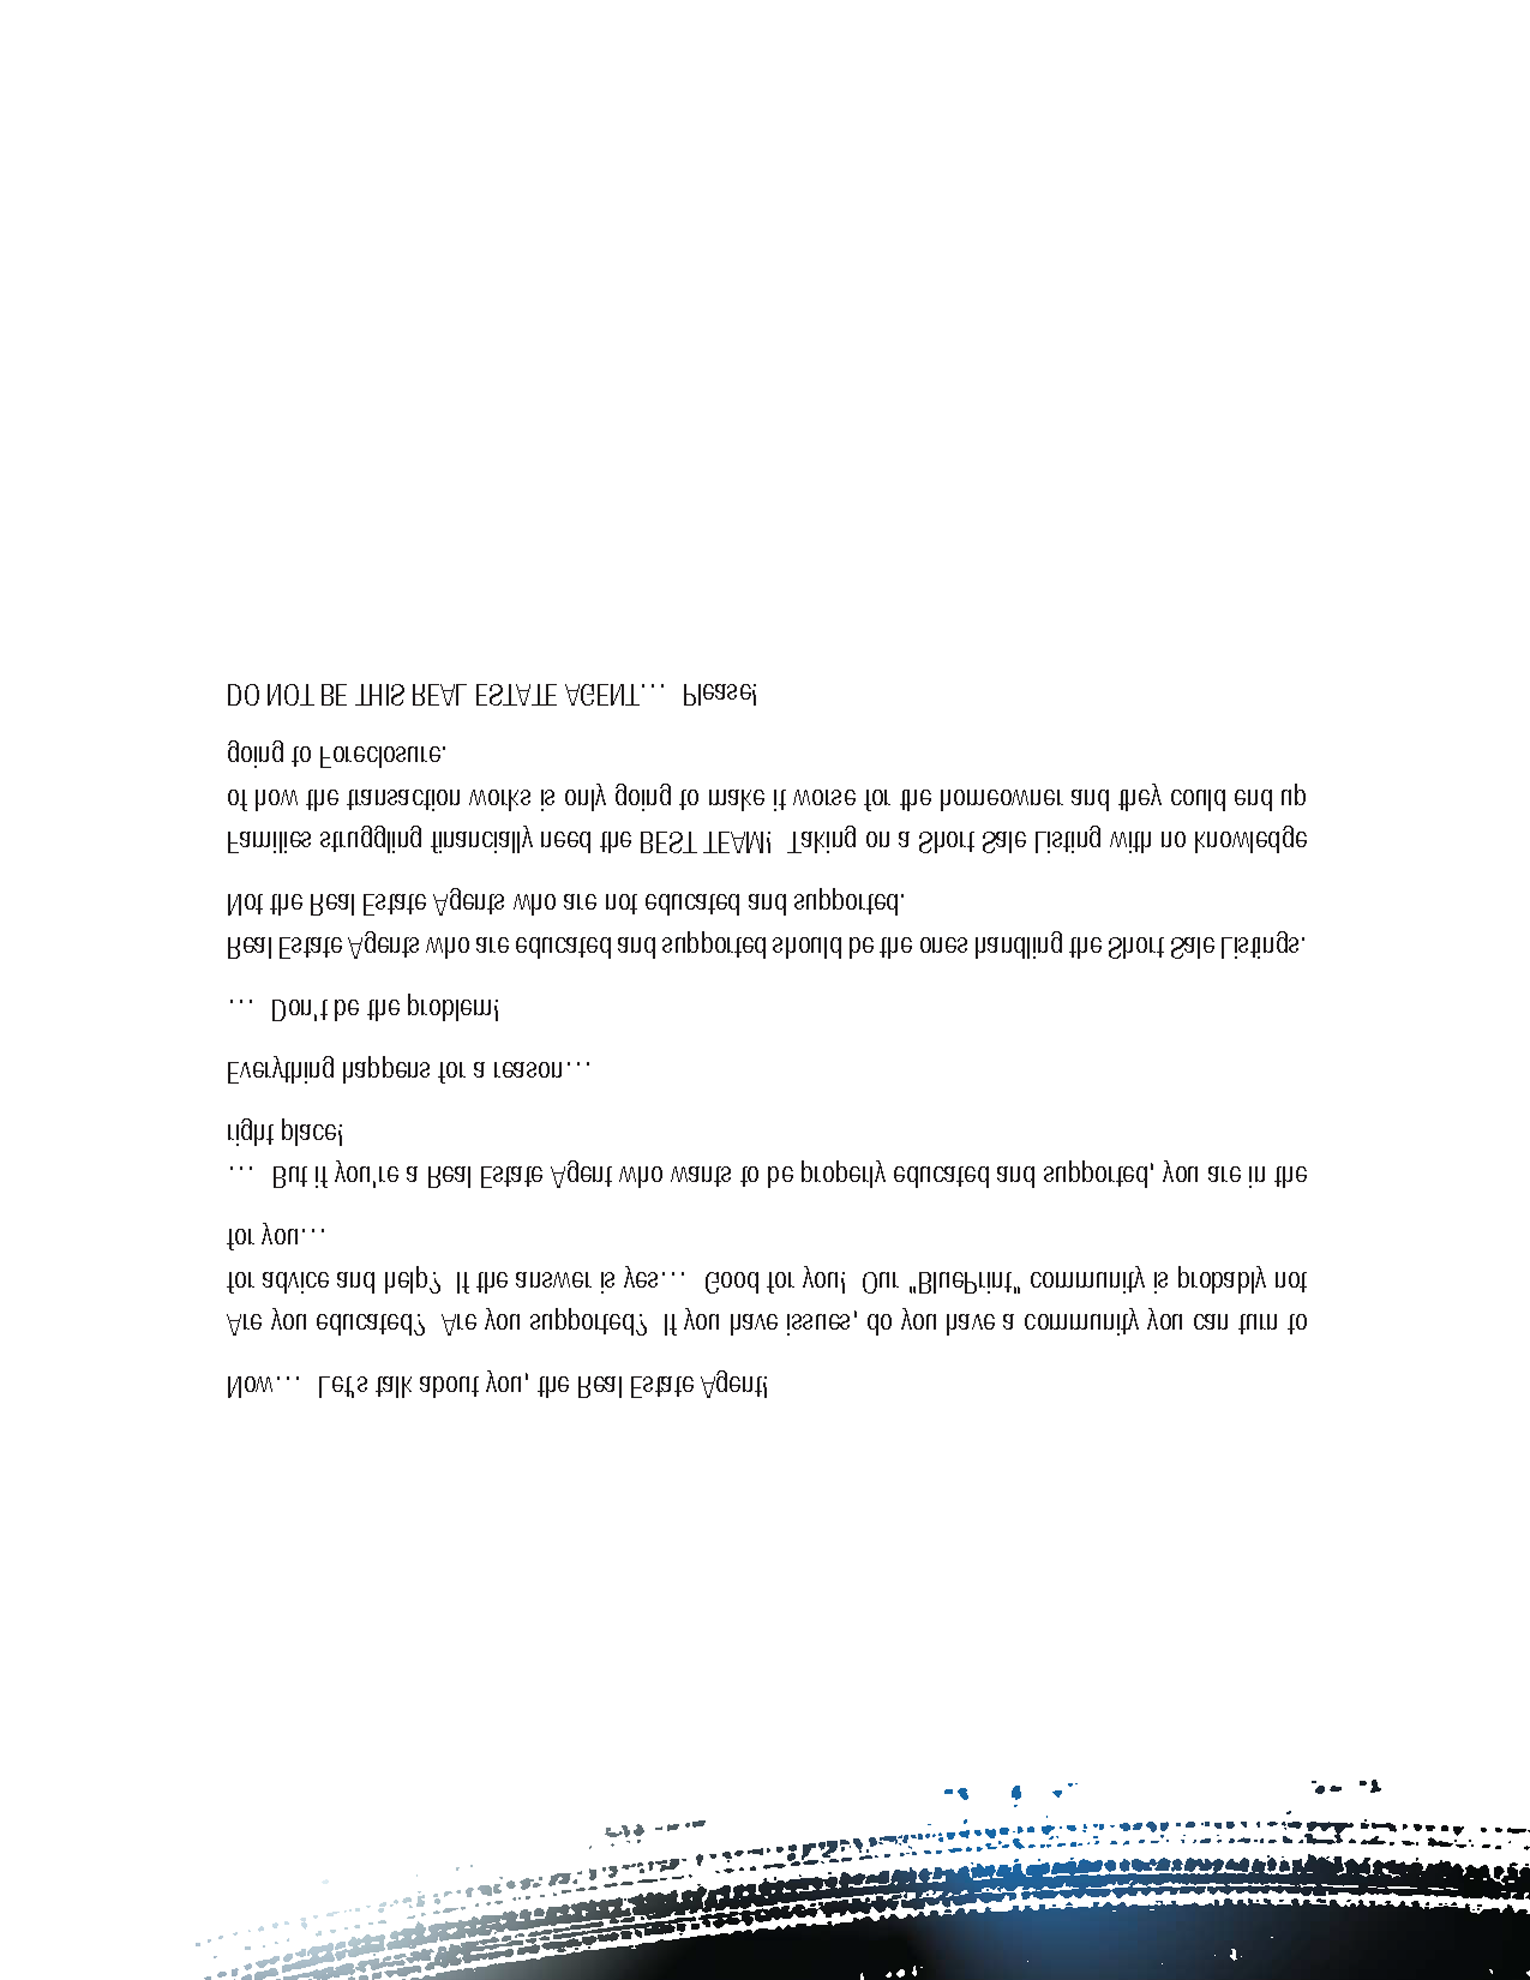 Now... Let's talk about you, the Real Estate Agent!
Are you educated? Are you supported? If you have issues, do you have a community you can turn to
for advice and help? If the answer is yes... Good for you! Our "BluePrint" community is probably not
for you...
... But if you're a Real Estate Agent who wants to be properly educated and supported, you are in the
right place!
Everything happens for a reason...
... Don't be the problem!
Real Estate Agents who are educated and supported should be the ones handling the Short Sale Listings.
Not the Real Estate Agents who are not educated and supported.
Families struggling financially need the BEST TEAM! Taking on a Short Sale Listing with no knowledge
of how the transaction works is only going to make it worse for the homeowner and they could end up
going to Foreclosure.
DO NOT BE THIS REAL ESTATE AGENT... Please!